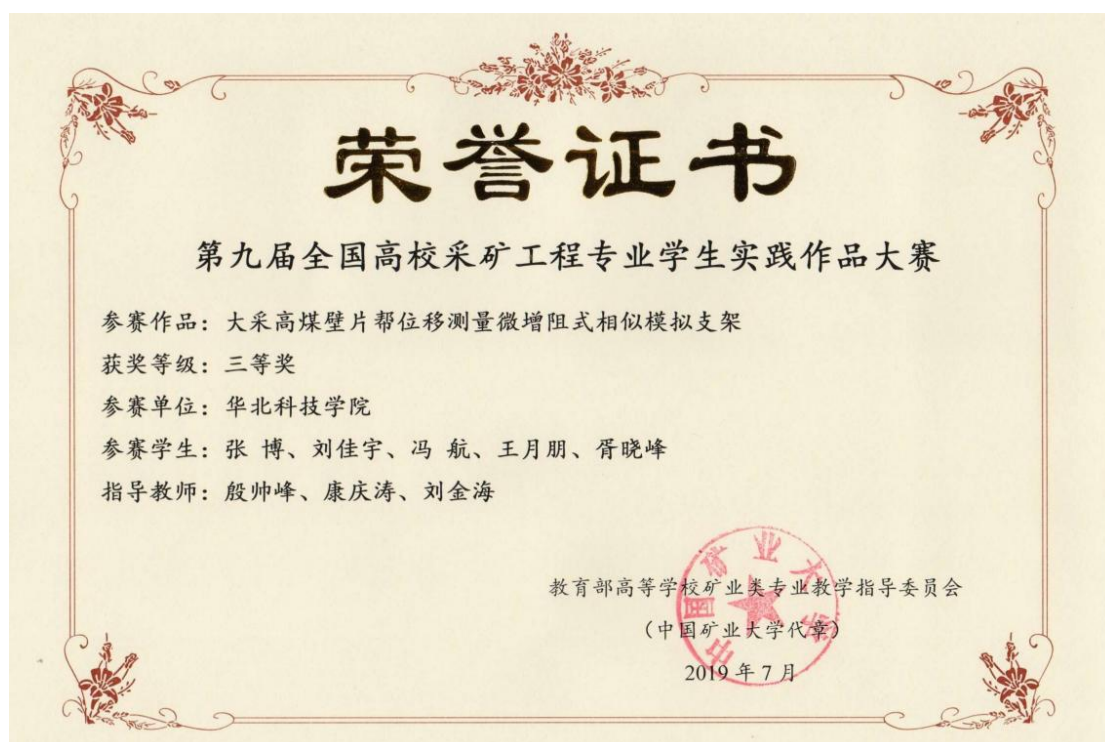 荣誉证书
第九届全国高校采矿工程专业学生实践作品大赛
参赛作品：大采高煤壁片帮位移测量微增阻式相似模拟支架
获奖等级：三等奖
参赛单位：华北科技学院
参赛学生：张 博、刘佳宇、冯 航、王月朋、胥晓峰
指导教师：殷帅峰、康庆涛、刘金海
教育部高等学校矿业类专业教学指导委员会
（中国矿业大学代章）
2019 年 7 月
中国矿业大学